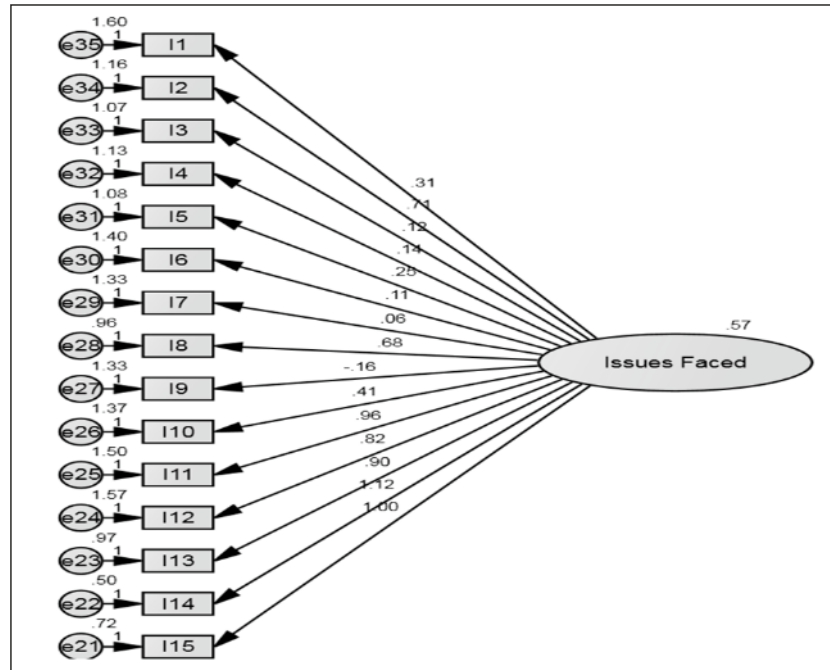 1.60
e35 1 I1
1.16
e34 1 I2
1.07
e33 1 I3
1.13
e32 1 I4
1.08
e31 1 I5
1.40
e30 1 I6
1.33
e29 1 I7
.96
e28 1 I8
1.33
e27 1 I9
1.37
e26 1 I10
1.50
e25 1 I11
1.57
e24 1 I12
.97
e23 1 I13
.50
e22 1 I14
.72
e21 1 I15
.31
.71
.12
.14
.25
.11
.06
.68
-.16
.41
.96
.82
.90
1.12
1.00
.57
Issues Faced